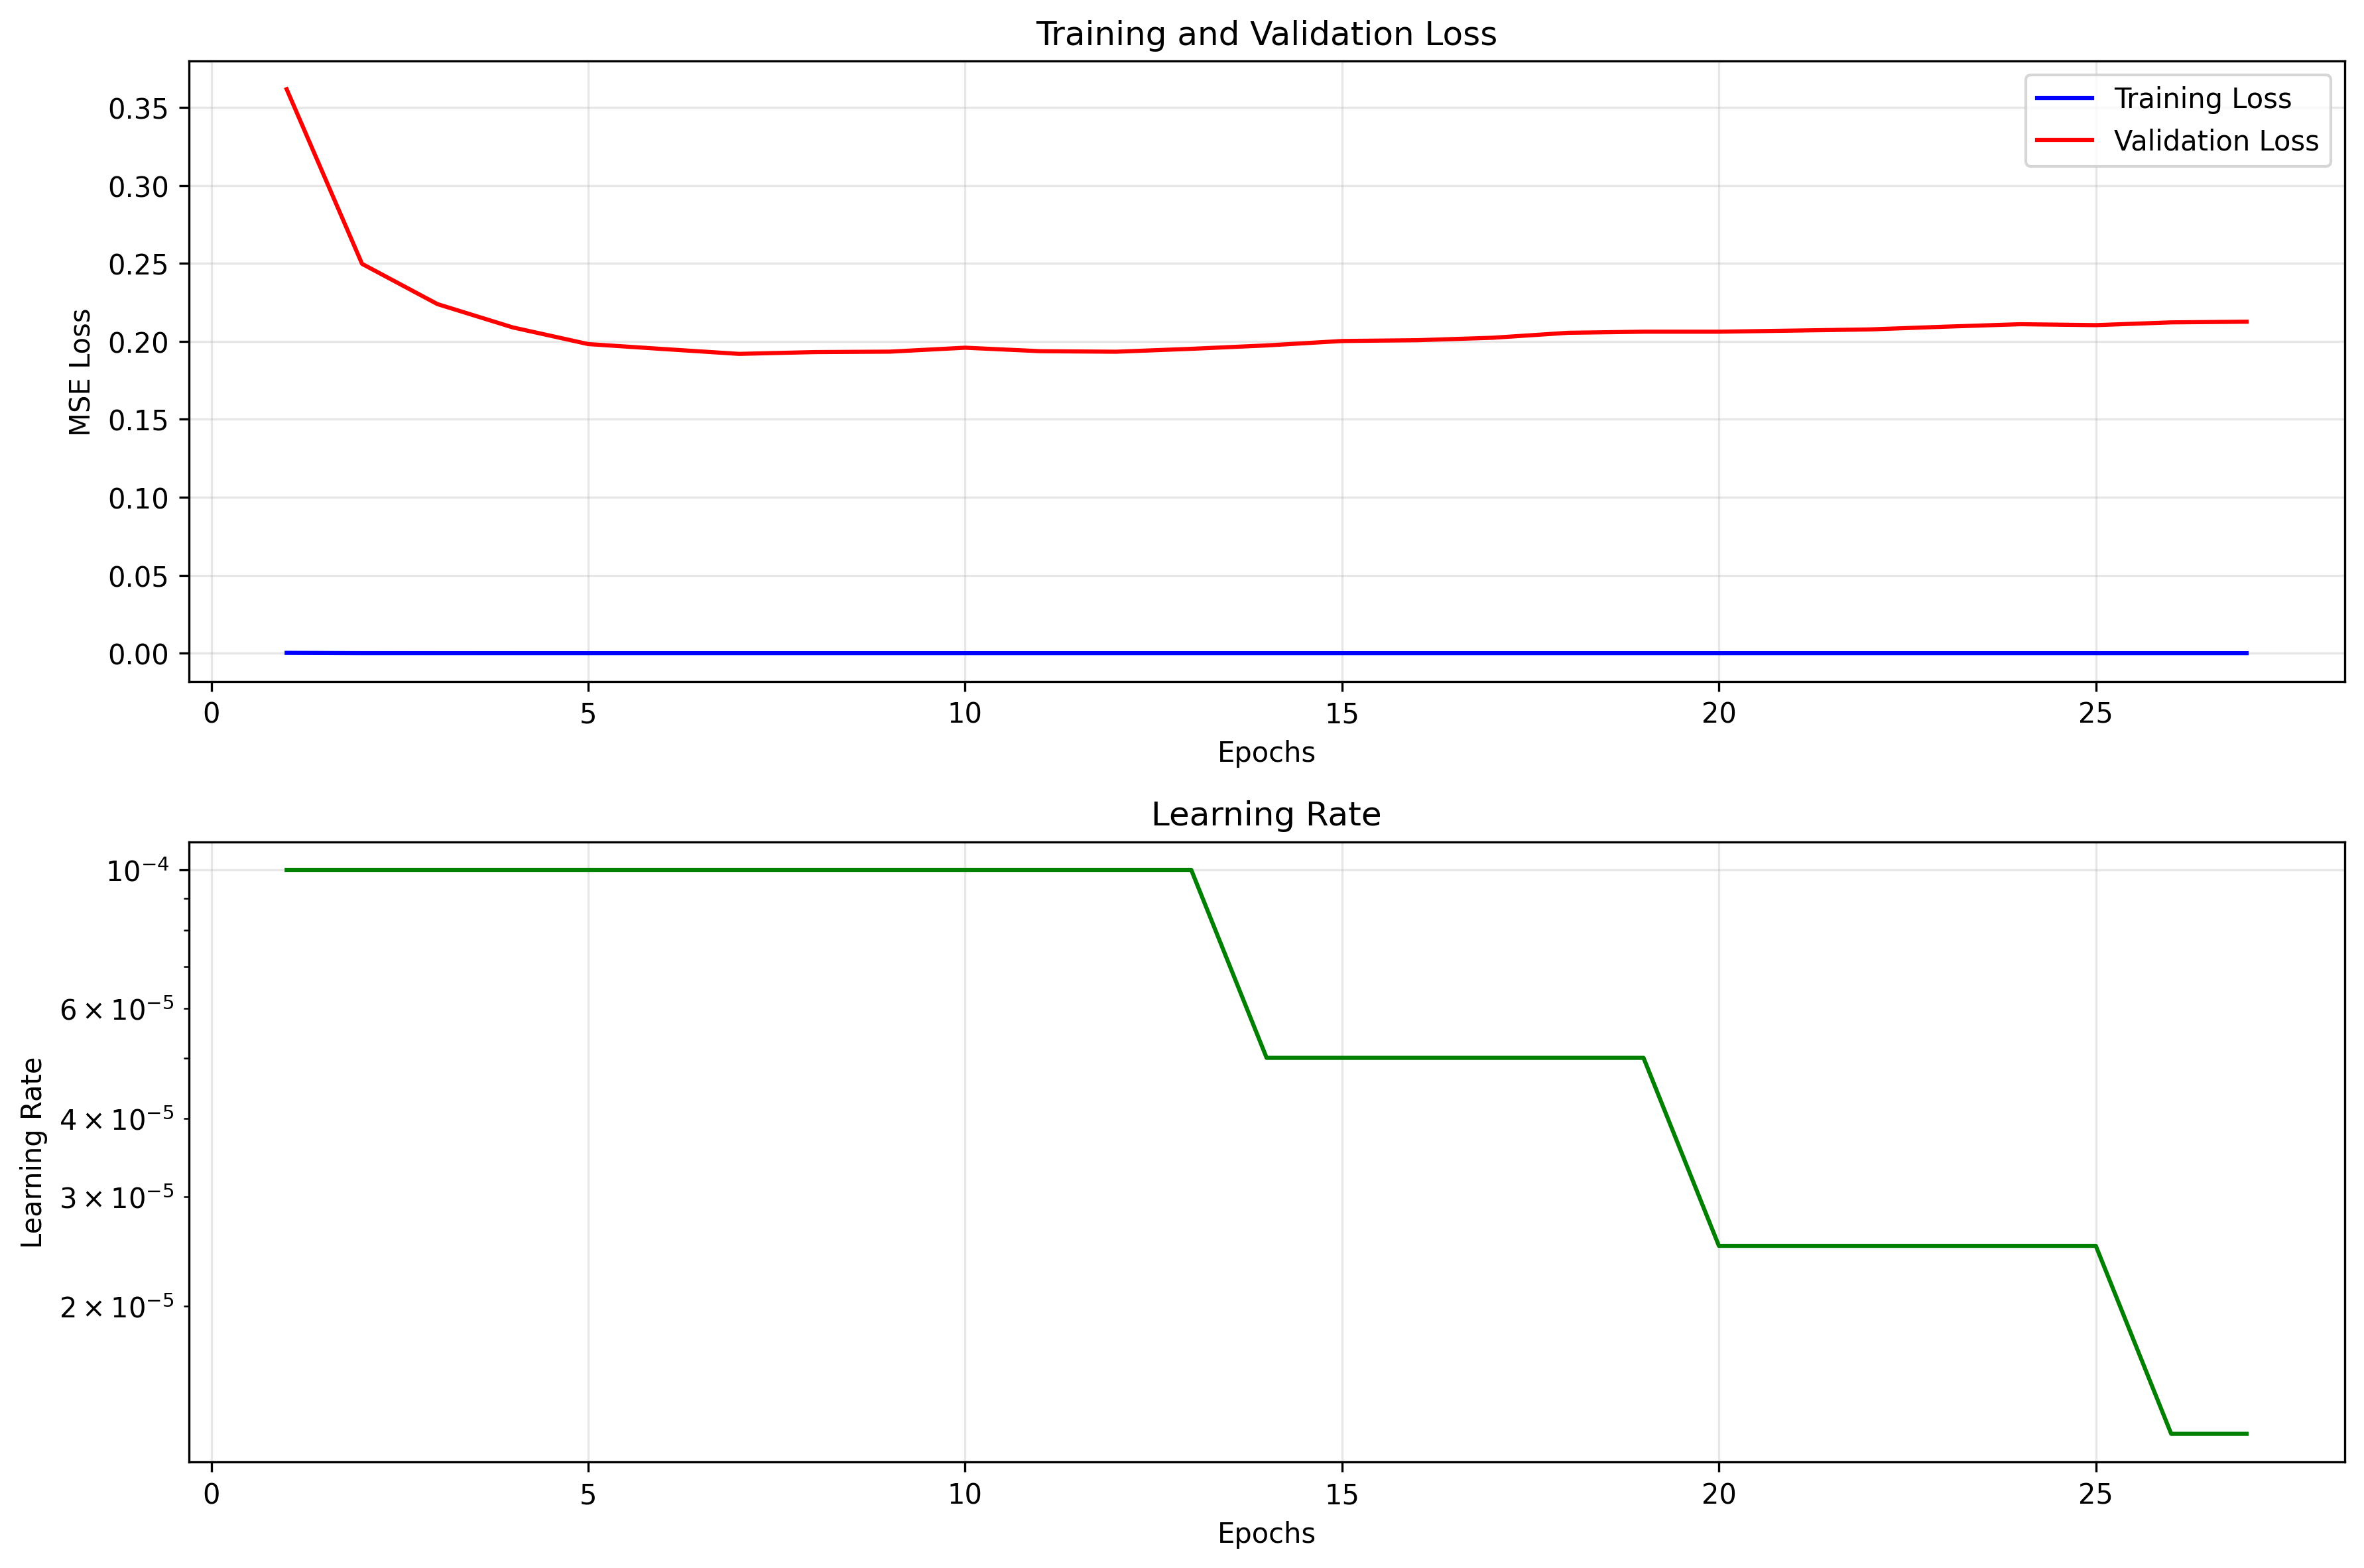 Training and Validation Loss
Training Loss
Validation Loss
MSE Loss
0.35
0.30
0.25
0.20
0.15
0.10
0.05
0.00
0 5 10 15 20 25
Epochs
Learning Rate
Learning Rate
10⁻⁴
6×10⁻⁵
4×10⁻⁵
3×10⁻⁵
2×10⁻⁵
0 5 10 15 20 25
Epochs